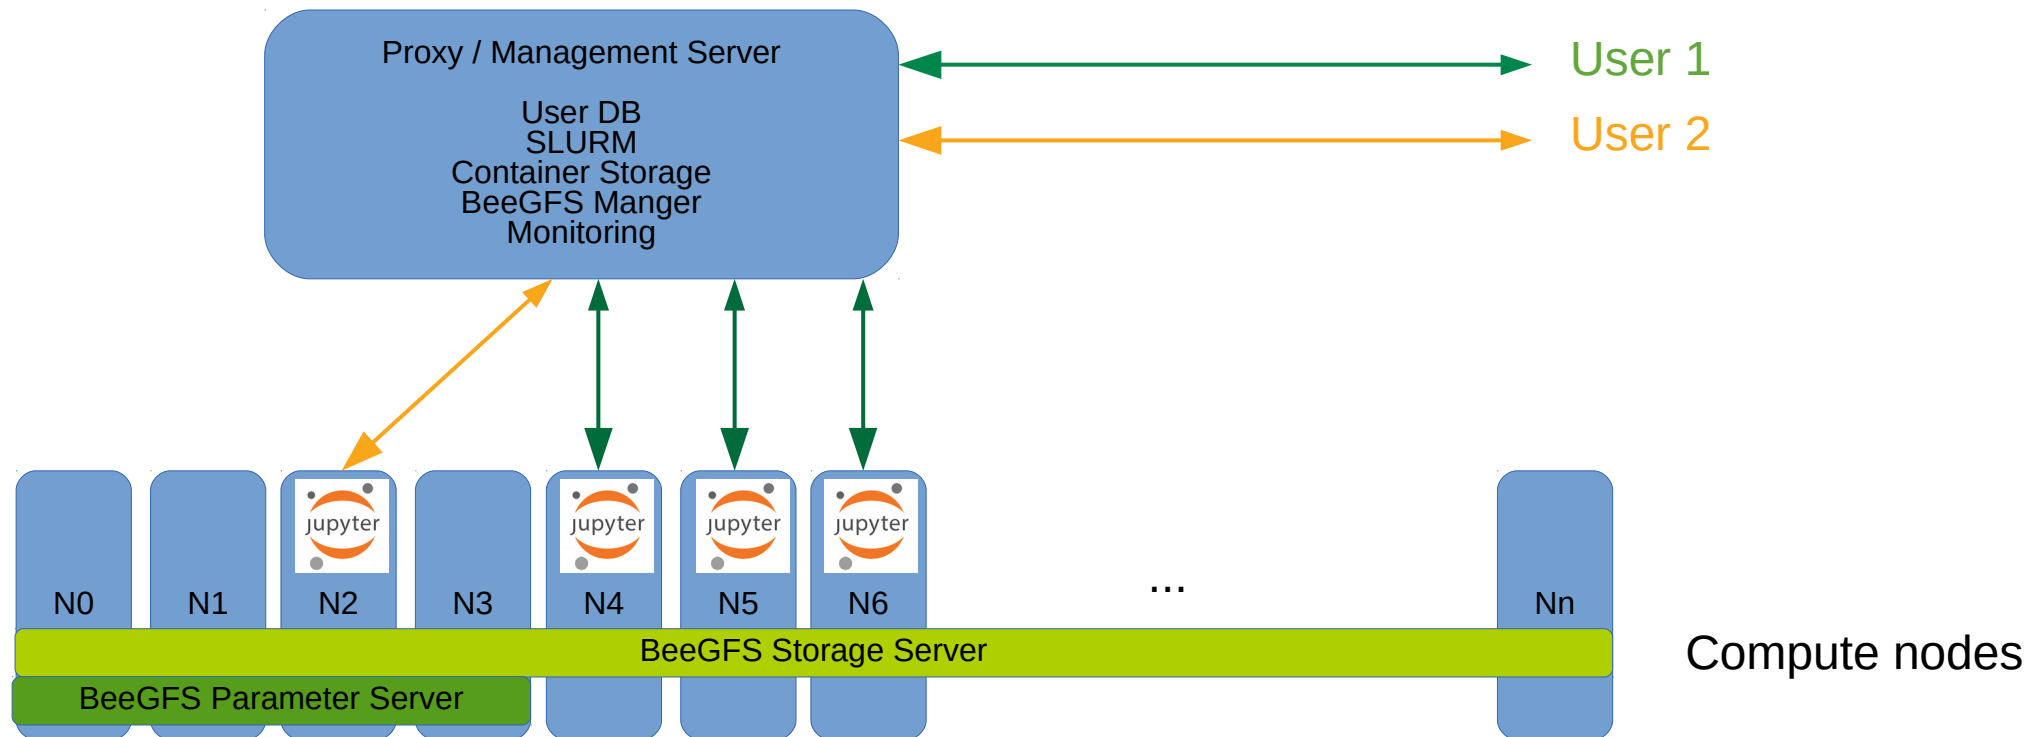 Proxy / Management Server
User DB
SLURM
Container Storage
BeeGFS Manger
Monitoring
User 1
User 2
jupyter
jupyter
jupyter
jupyter
N0
N1
N2
N3
N4
N5
N6
...
Nn
BeeGFS Storage Server
BeeGFS Parameter Server
Compute nodes